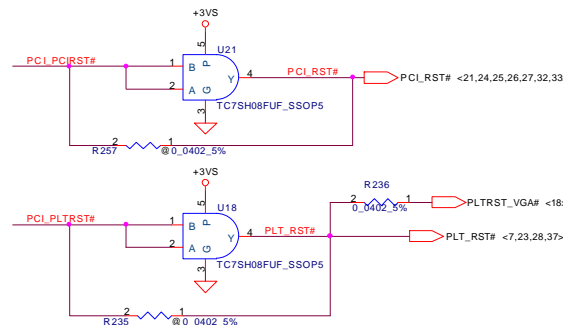 +3VS
U21
5
PCI_PCIRST#
1
B
P
Y
4
PCI_RST#
PCI_RST# <21,24,25,26,27,32,33
2
A
G
3
TC7SH08FUF_SSOP5
2
1
R257
@0_0402_5%
+3VS
U18
5
R236
2
1
0_0402_5%
PLTRST_VGA# <18
PCI_PLTRST#
1
B
P
Y
4
PLT_RST#
PLT_RST# <7,23,28,37>
2
A
G
3
TC7SH08FUF_SSOP5
2
1
R235
@0_0402_5%